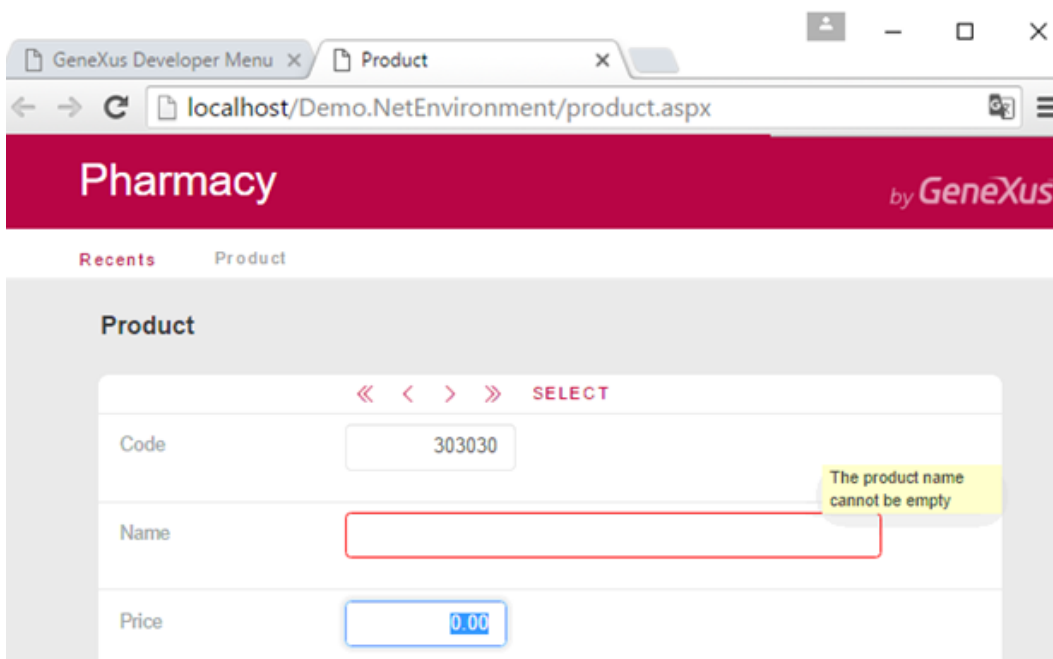 GeneXus Developer Menu
Product
localhost/Demo.NetEnvironment/product.aspx
Pharmacy
by GeneXus
Recents Product
Product
SELECT
Code 303030
The product name
cannot be empty
Name
Price 0.00